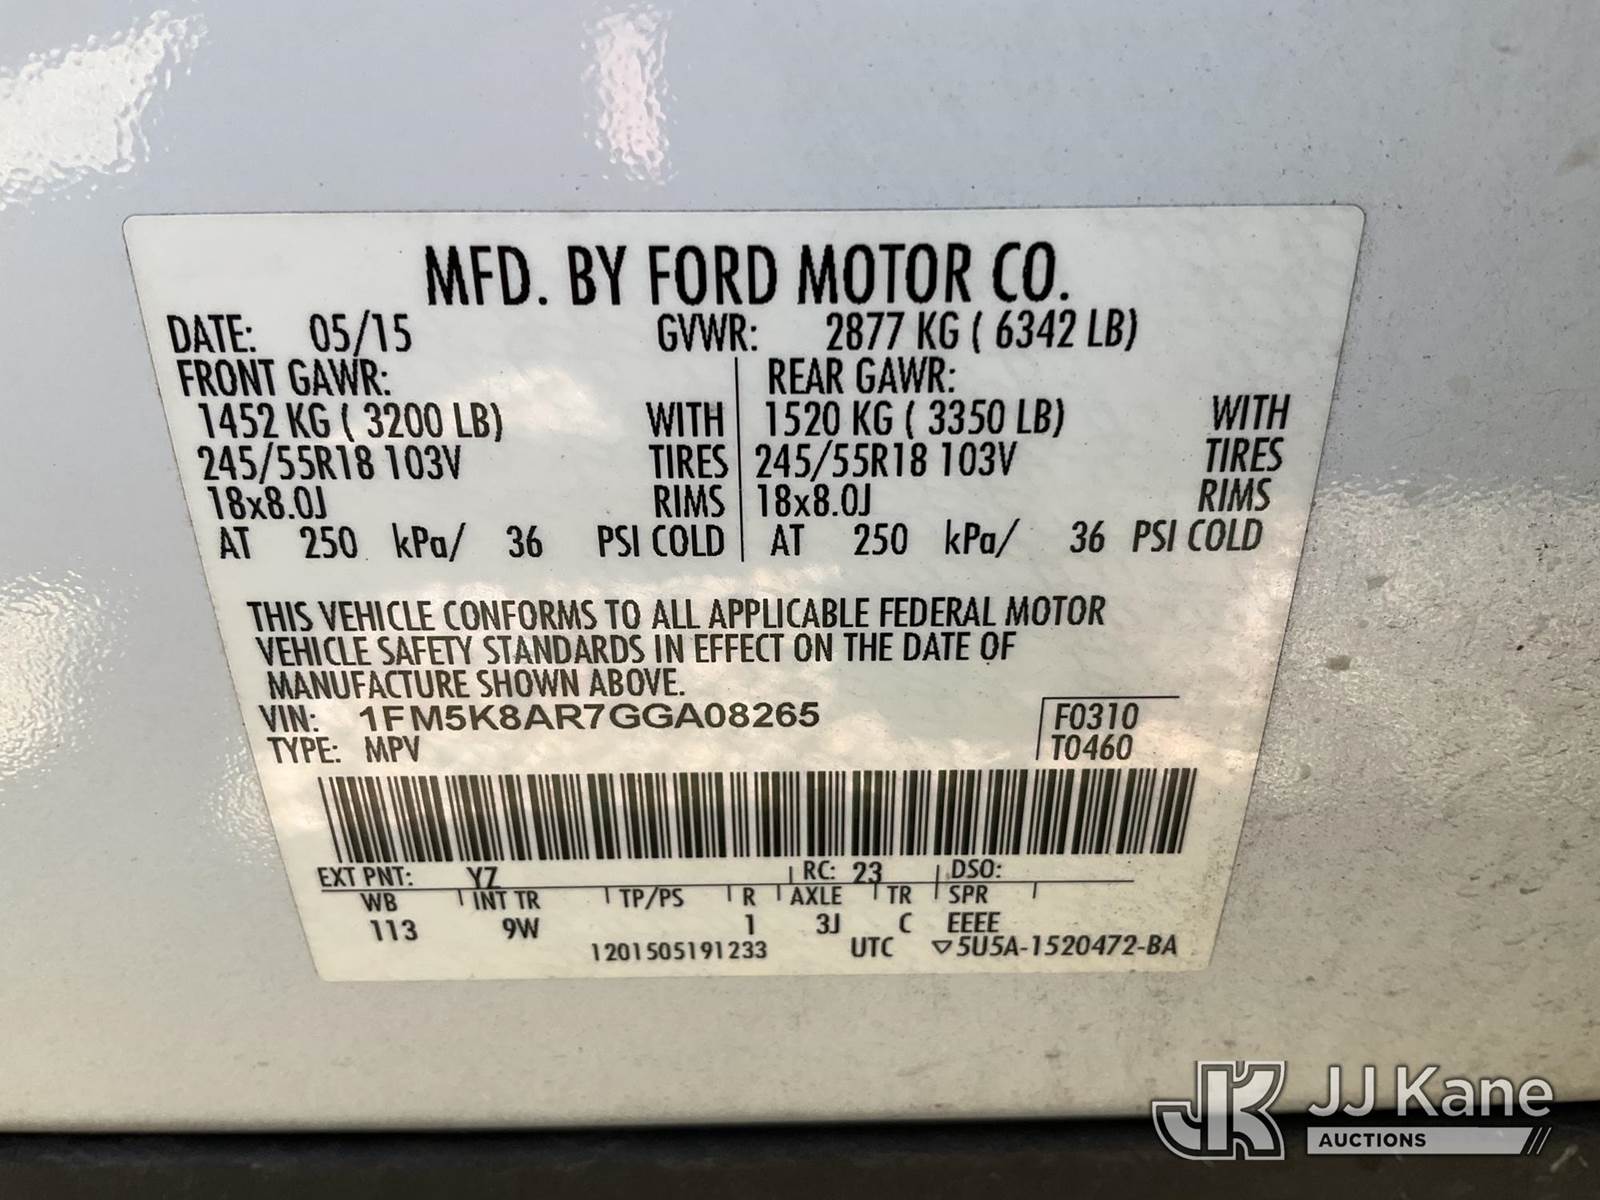 MFD. BY FORD MOTOR CO.
DATE: 05/15 GVWR: 2877 KG ( 6342 LB)
FRONT GAWR: REAR GAWR:
1452 KG ( 3200 LB) WITH 1520 KG ( 3350 LB) WITH
245/55R18 103V TIRES 245/55R18 103V TIRES
18x8.0J RIMS 18x8.0J RIMS
AT 250 kPa/ 36 PSI COLD AT 250 kPa/ 36 PSI COLD
THIS VEHICLE CONFORMS TO ALL APPLICABLE FEDERAL MOTOR
VEHICLE SAFETY STANDARDS IN EFFECT ON THE DATE OF
MANUFACTURE SHOWN ABOVE.
VIN: 1FM5K8AR7GGA08265 F0310
TYPE: MPV T0460
EXT PNT: YZ RC: 23 DSO:
WB INT TR TP/PS R AXLE TR SPR
113 9W 1 3J C EEEE
1201505191233 UTC ▽5U5A-1520472-BA
JK JJ Kane
AUCTIONS